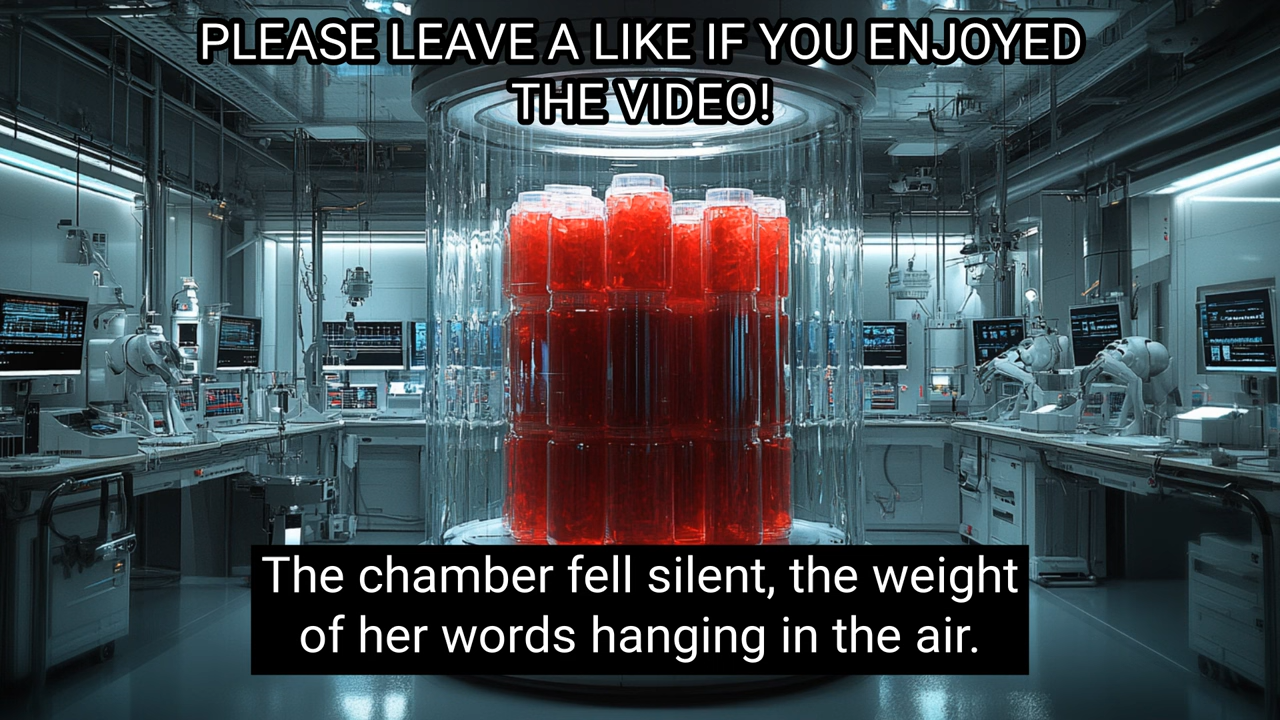 PLEASE LEAVE A LIKE IF YOU ENJOYED
THE VIDEO!
The chamber fell silent, the weight
of her words hanging in the air.